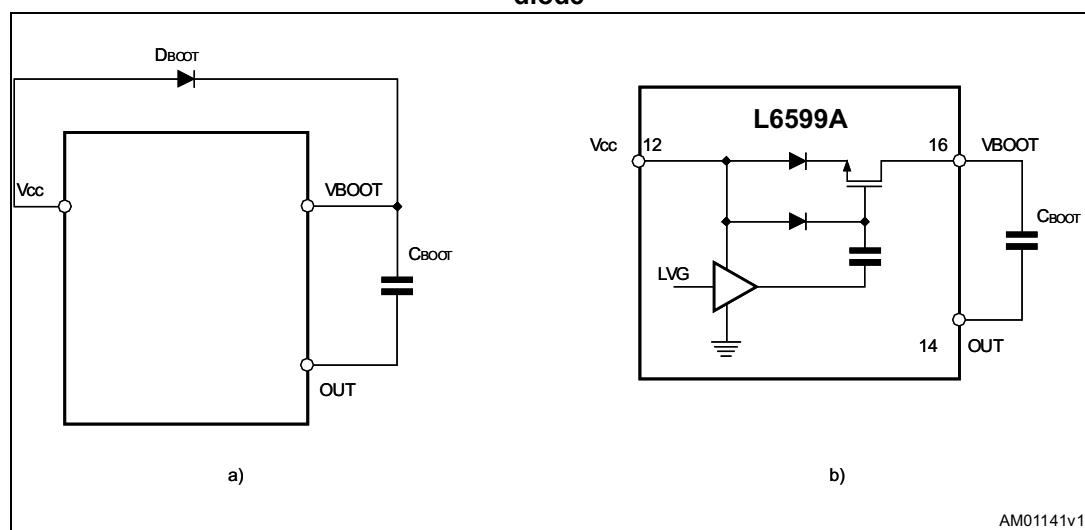 diode
DBOOT
Vcc
VBOOT
CBOOT
OUT
a)
L6599A
Vcc
12
16
VBOOT
CBOOT
LVG
14
OUT
b)
AM01141v1